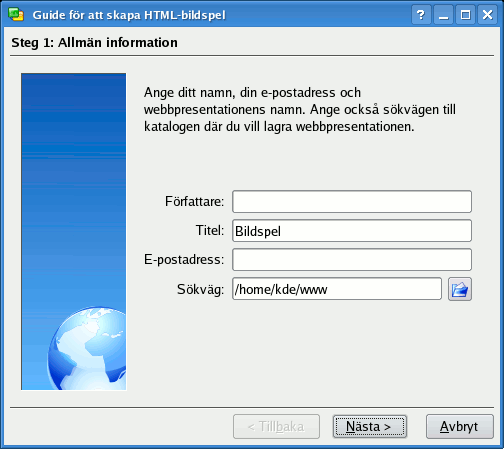 Guide för att skapa HTML-bildspel
Steg 1: Allmän information
Ange ditt namn, din e-postadress och
webbpresentationens namn. Ange också sökvägen till
katalogen där du vill lagra webbpresentationen.
Författare:
Titel: Bildspel
E-postadress:
Sökväg: /home/kde/www
< Tillbaka Nästa > Avbryt